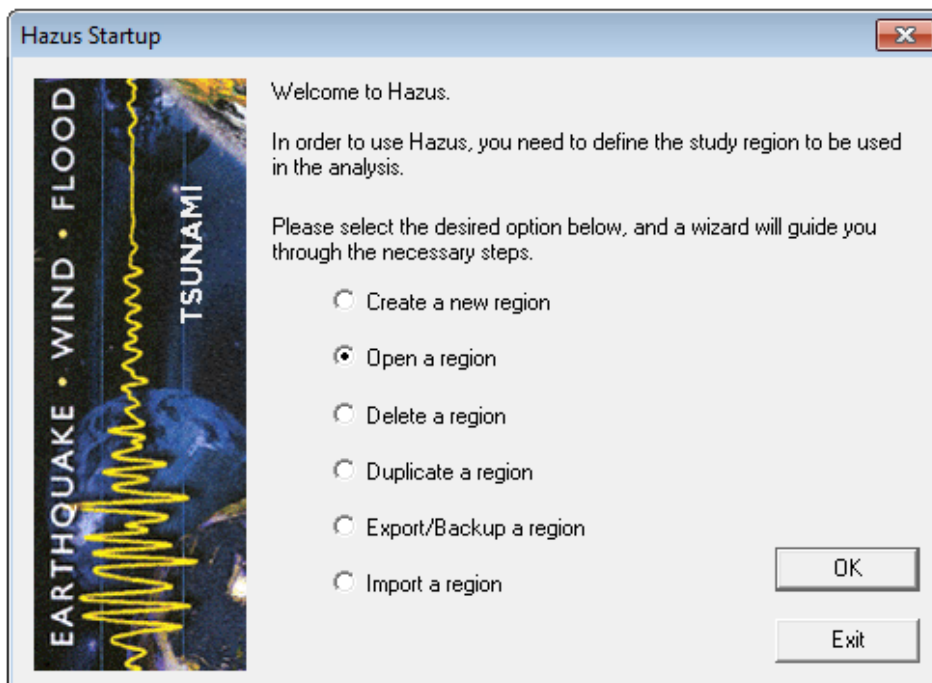 Hazus Startup
Welcome to Hazus.
In order to use Hazus, you need to define the study region to be used
in the analysis.
Please select the desired option below, and a wizard will guide you
through the necessary steps.
Create a new region
Open a region
Delete a region
Duplicate a region
Export/Backup a region
Import a region
OK
Exit
EARTHQUAKE • WIND • FLOOD
TSUNAMI